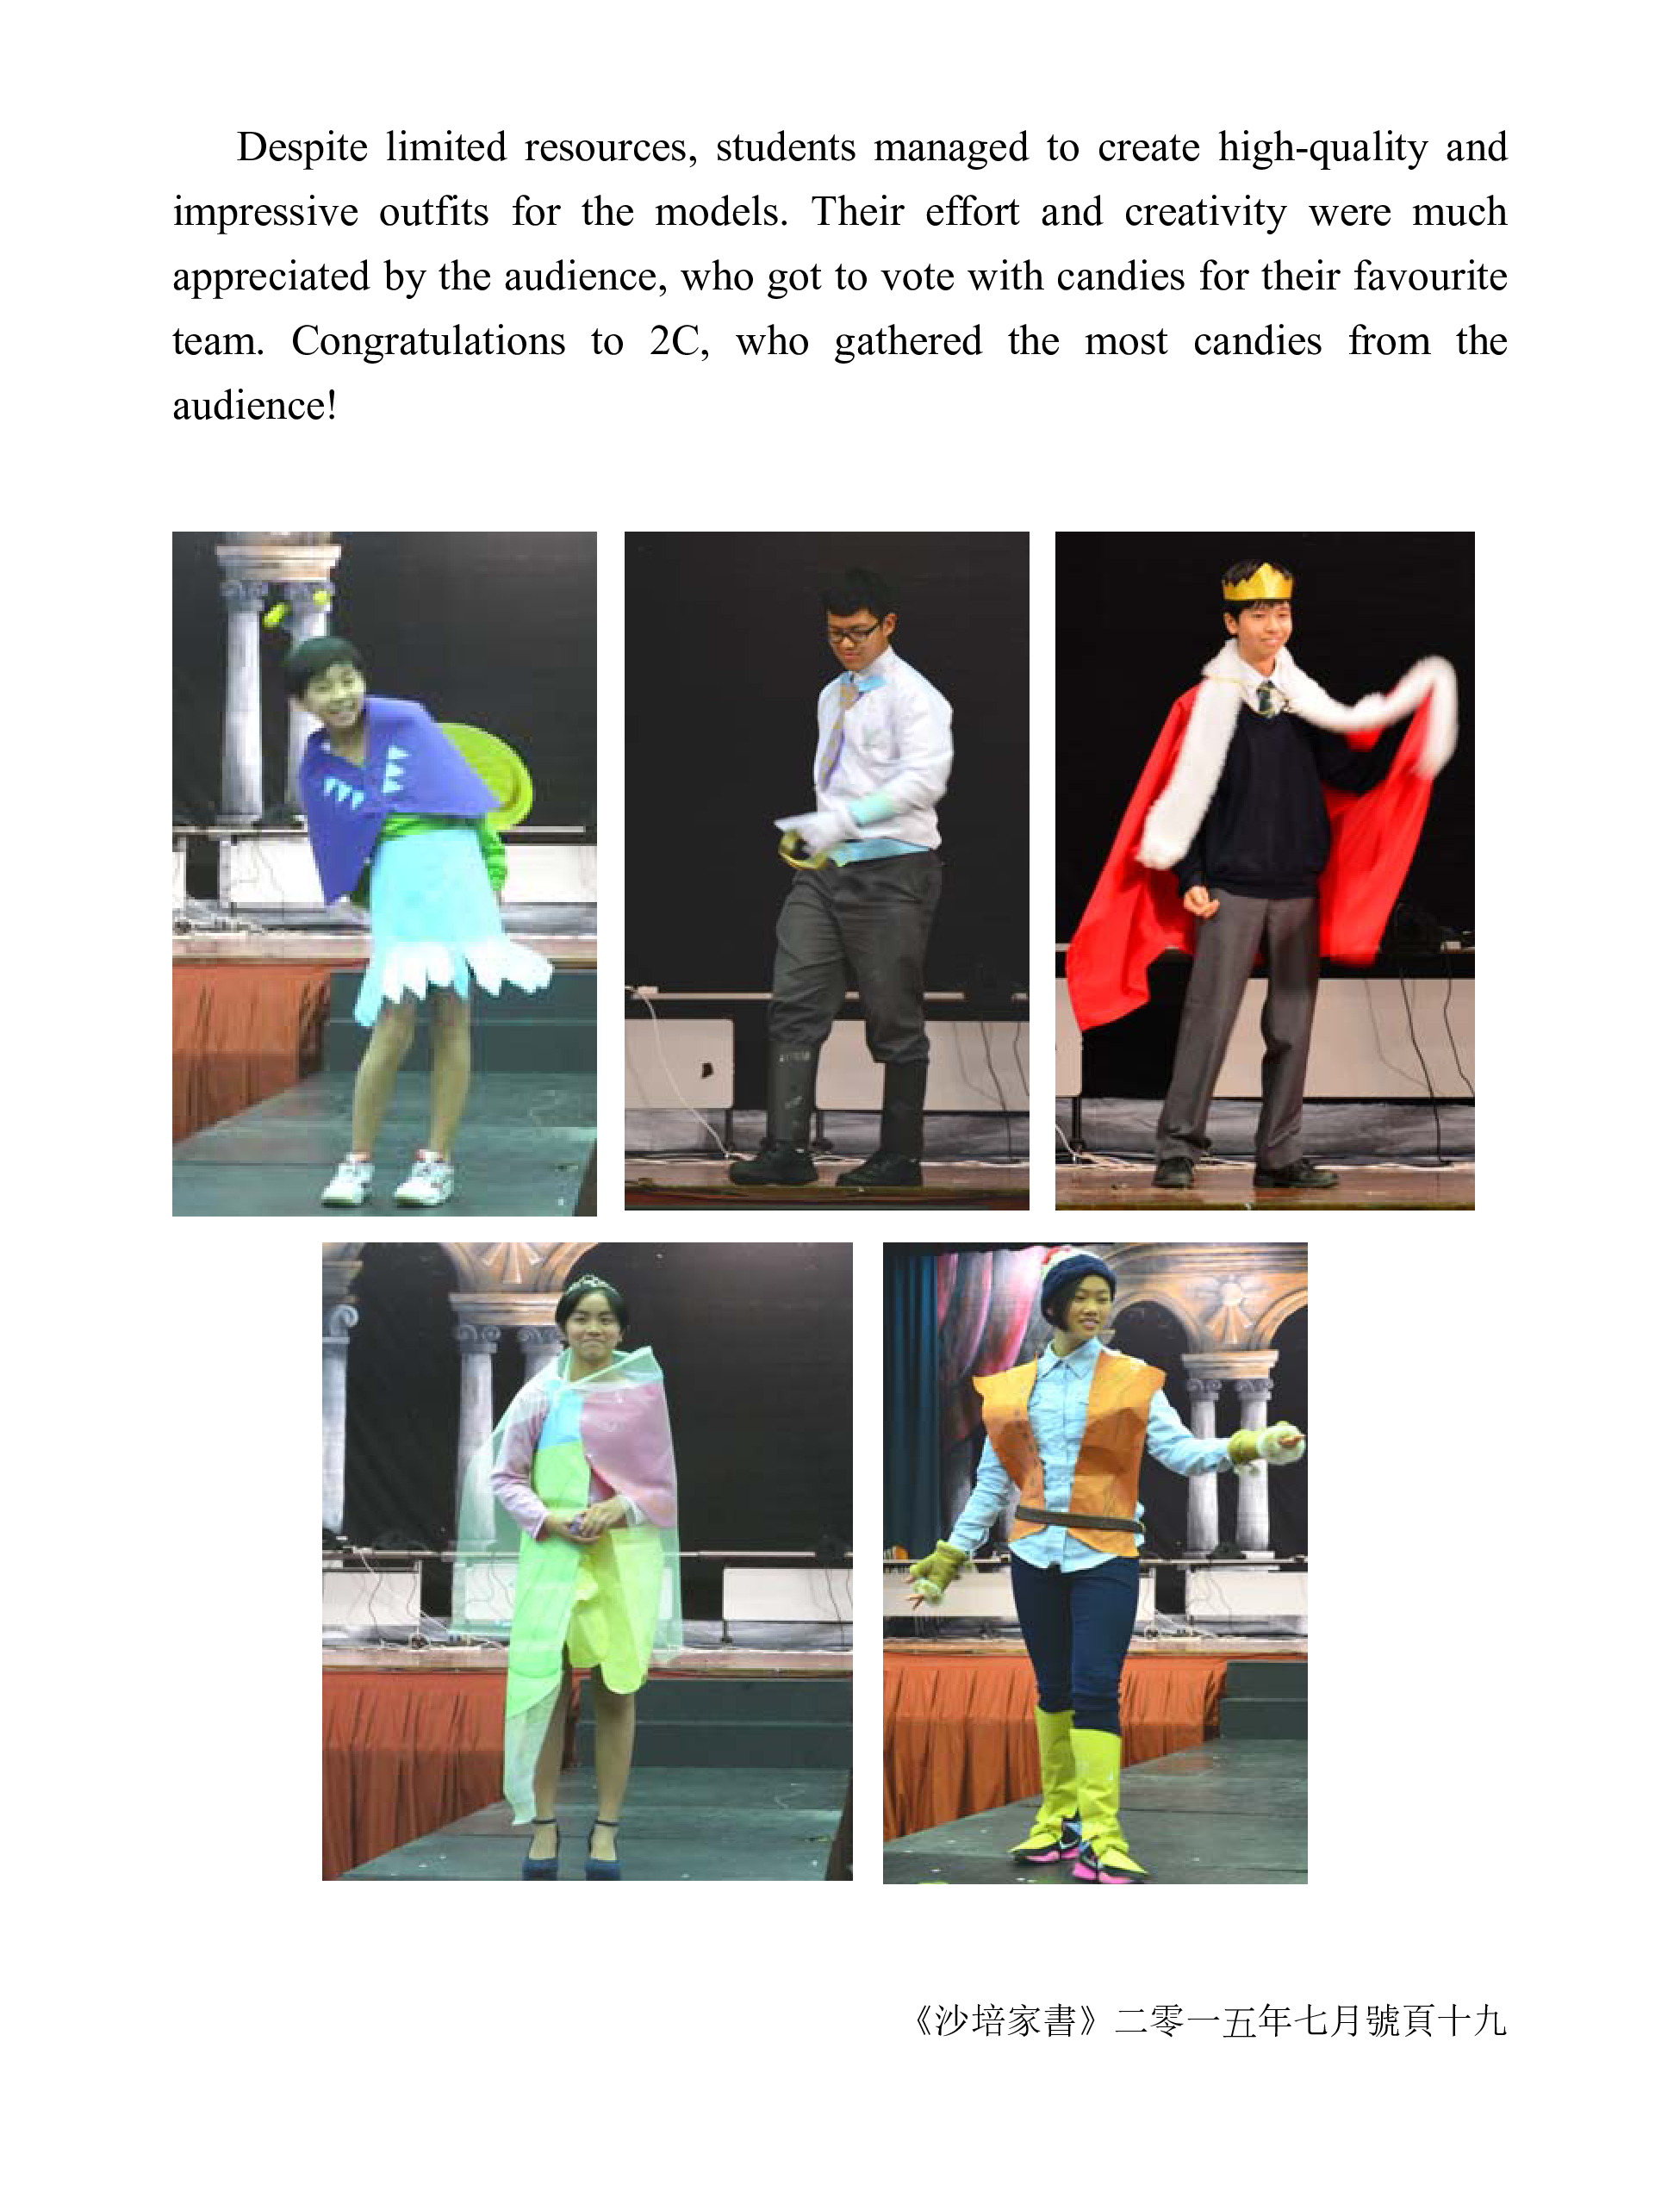 Despite limited resources, students managed to create high-quality and
impressive outfits for the models. Their effort and creativity were much
appreciated by the audience, who got to vote with candies for their favourite
team. Congratulations to 2C, who gathered the most candies from the
audience!
《沙培家書》二零一五年七月號頁十九